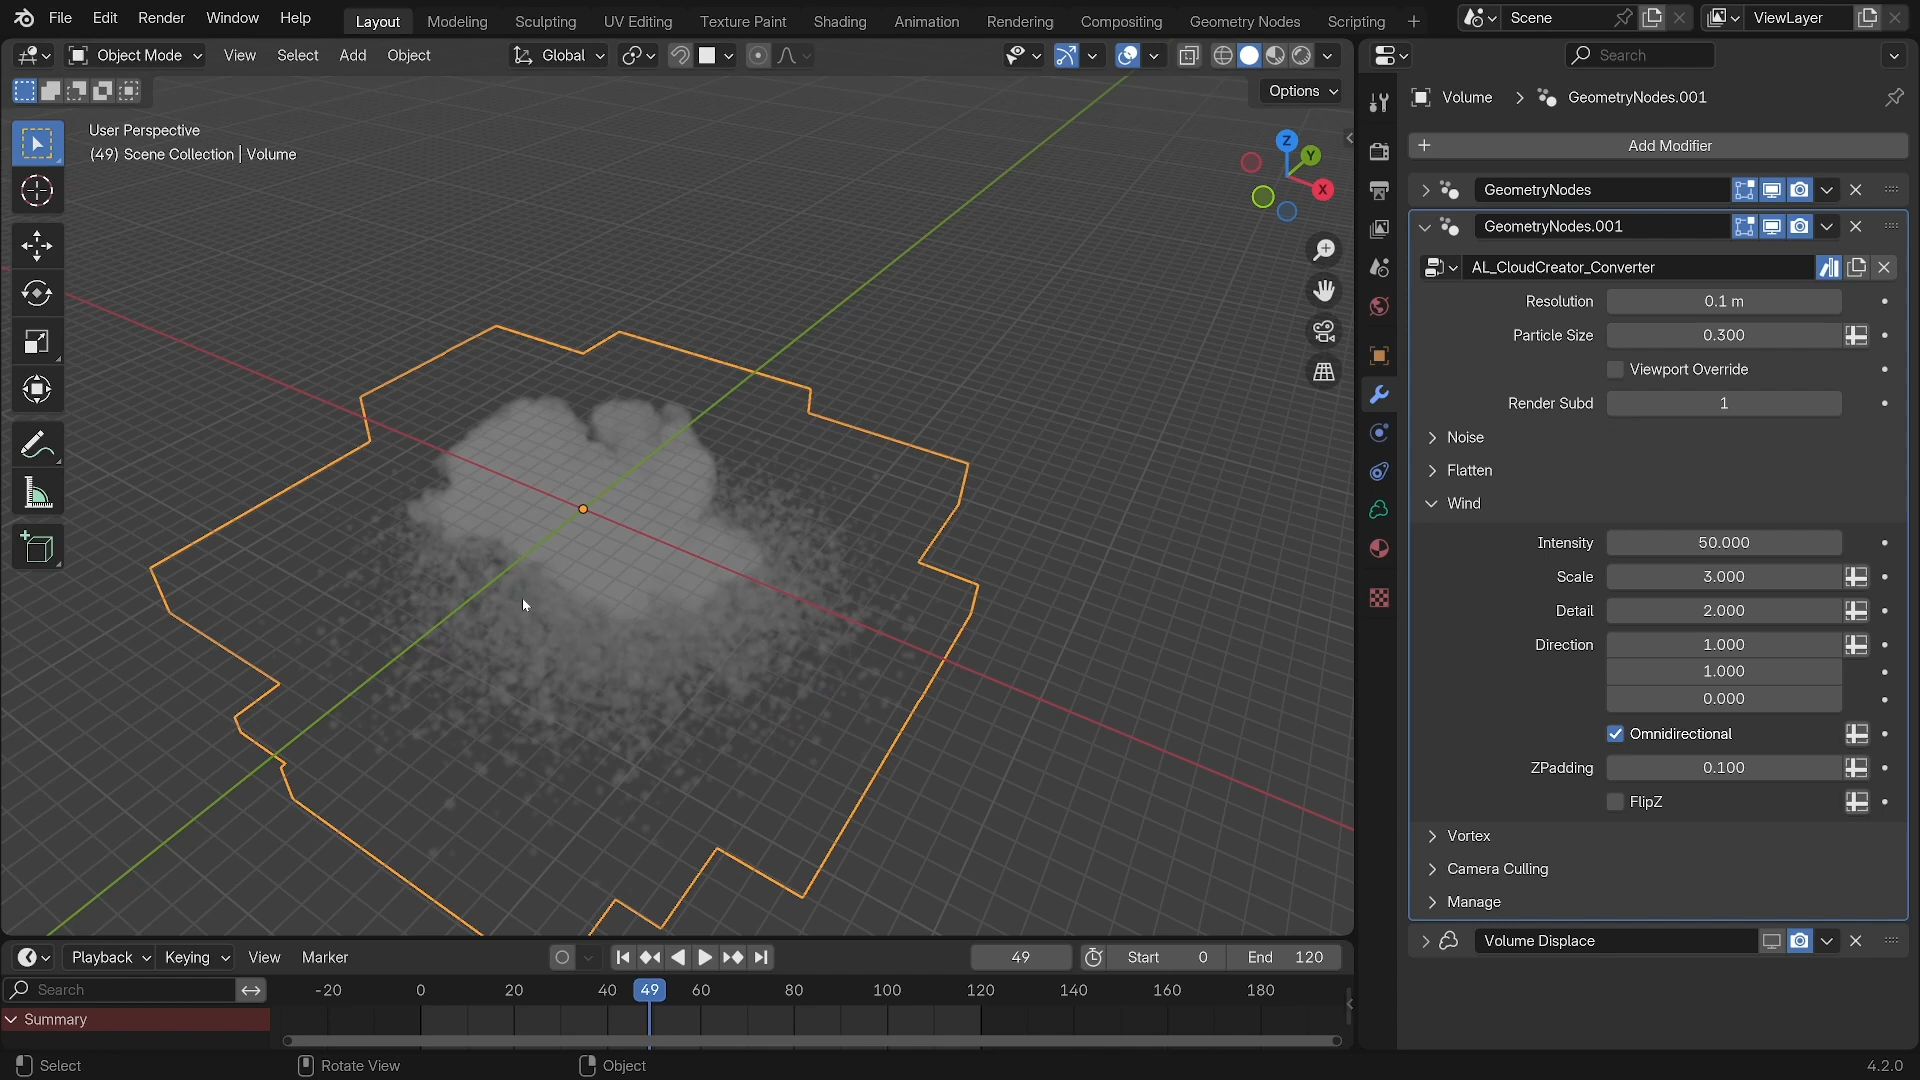 File Edit Render Window Help Layout Modeling Sculpting UV Editing Texture Paint Shading Animation Rendering Compositing Geometry Nodes Scripting + Scene ViewLayer
Object Mode View Select Add Object Global Search
Options
User Perspective
(49) Scene Collection | Volume
Z
Y
X
Volume > GeometryNodes.001
+ Add Modifier
GeometryNodes
GeometryNodes.001
AL_CloudCreator_Converter
Resolution 0.1 m
Particle Size 0.300
Viewport Override
Render Subd 1
Noise
Flatten
Wind
Intensity 50.000
Scale 3.000
Detail 2.000
Direction 1.000
1.000
0.000
Omnidirectional
ZPadding 0.100
FlipZ
Vortex
Camera Culling
Manage
Volume Displace
Playback Keying View Marker 49 Start 0 End 120
Search -20 0 20 40 49 60 80 100 120 140 160 180
Summary
Select Rotate View Object 4.2.0